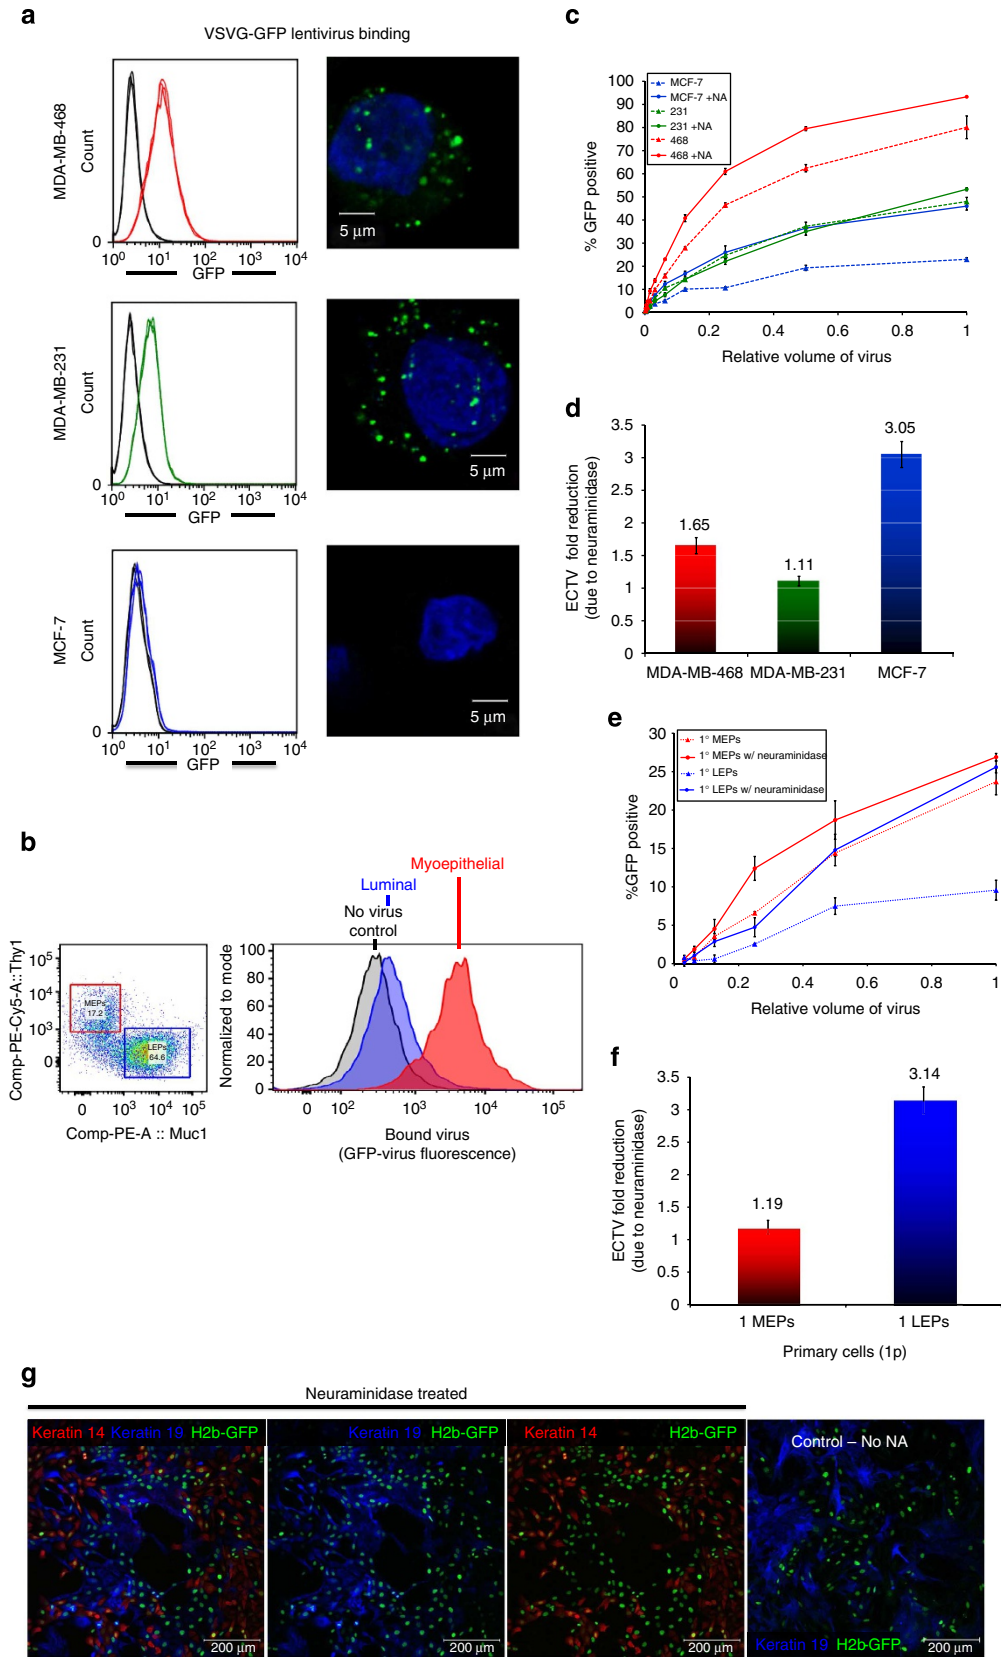 a
VSVG-GFP lentivirus binding
MDA-MB-468
Count
0
10⁰ 10¹ 10² 10³ 10⁴
GFP
5 µm
MDA-MB-231
Count
0
10⁰ 10¹ 10² 10³ 10⁴
GFP
5 µm
MCF-7
Count
0
10⁰ 10¹ 10² 10³ 10⁴
GFP
5 µm
b
Comp-PE-Cy5-A::Thy1
10⁵
10⁴
10³
0
MEPs
17.2
LEPs
64.6
0 10³ 10⁴ 10⁵
Comp-PE-A :: Muc1
Myoepithelial
Luminal
No virus
control
Normalized to mode
100
80
60
40
20
0
0 10² 10³ 10⁴ 10⁵
Bound virus
(GFP-virus fluorescence)
c
% GFP positive
100
90
80
70
60
50
40
30
20
10
0
MCF-7
MCF-7 +NA
231
231 +NA
468
468 +NA
0 0.2 0.4 0.6 0.8 1
Relative volume of virus
d
ECTV fold reduction
(due to neuraminidase)
3.5
3
2.5
2
1.5
1
0.5
0
1.65
1.11
3.05
MDA-MB-468 MDA-MB-231 MCF-7
e
%GFP positive
30
25
20
15
10
5
0
1° MEPs
1° MEPs w/ neuraminidase
1° LEPs
1° LEPs w/ neuraminidase
0 0.2 0.4 0.6 0.8 1
Relative volume of virus
f
ECTV fold reduction
(due to neuraminidase)
3.5
3
2.5
2
1.5
1
0.5
0
1.19
3.14
1 MEPs 1 LEPs
Primary cells (1p)
g
Neuraminidase treated
Keratin 14 Keratin 19 H2b-GFP
200 µm
Keratin 19 H2b-GFP
200 µm
Keratin 14 H2b-GFP
200 µm
Control – No NA
200 µm
Keratin 19 H2b-GFP